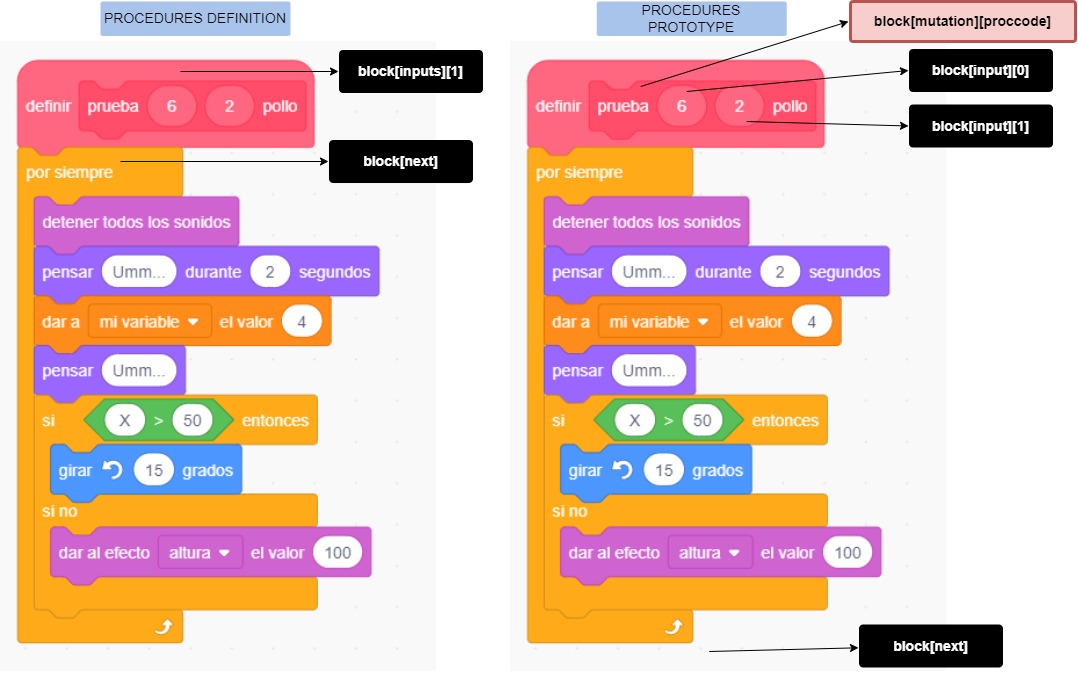 PROCEDURES DEFINITION
block[inputs][1]
definir prueba 6 2 pollo
block[next]
por siempre
detener todos los sonidos
pensar Umm... durante 2 segundos
dar a mi variable el valor 4
pensar Umm...
si X > 50 entonces
girar 15 grados
si no
dar al efecto altura el valor 100
PROCEDURES
PROTOTYPE
block[mutation][proccode]
block[input][0]
definir prueba 6 2 pollo
block[input][1]
por siempre
detener todos los sonidos
pensar Umm... durante 2 segundos
dar a mi variable el valor 4
pensar Umm...
si X > 50 entonces
girar 15 grados
si no
dar al efecto altura el valor 100
block[next]